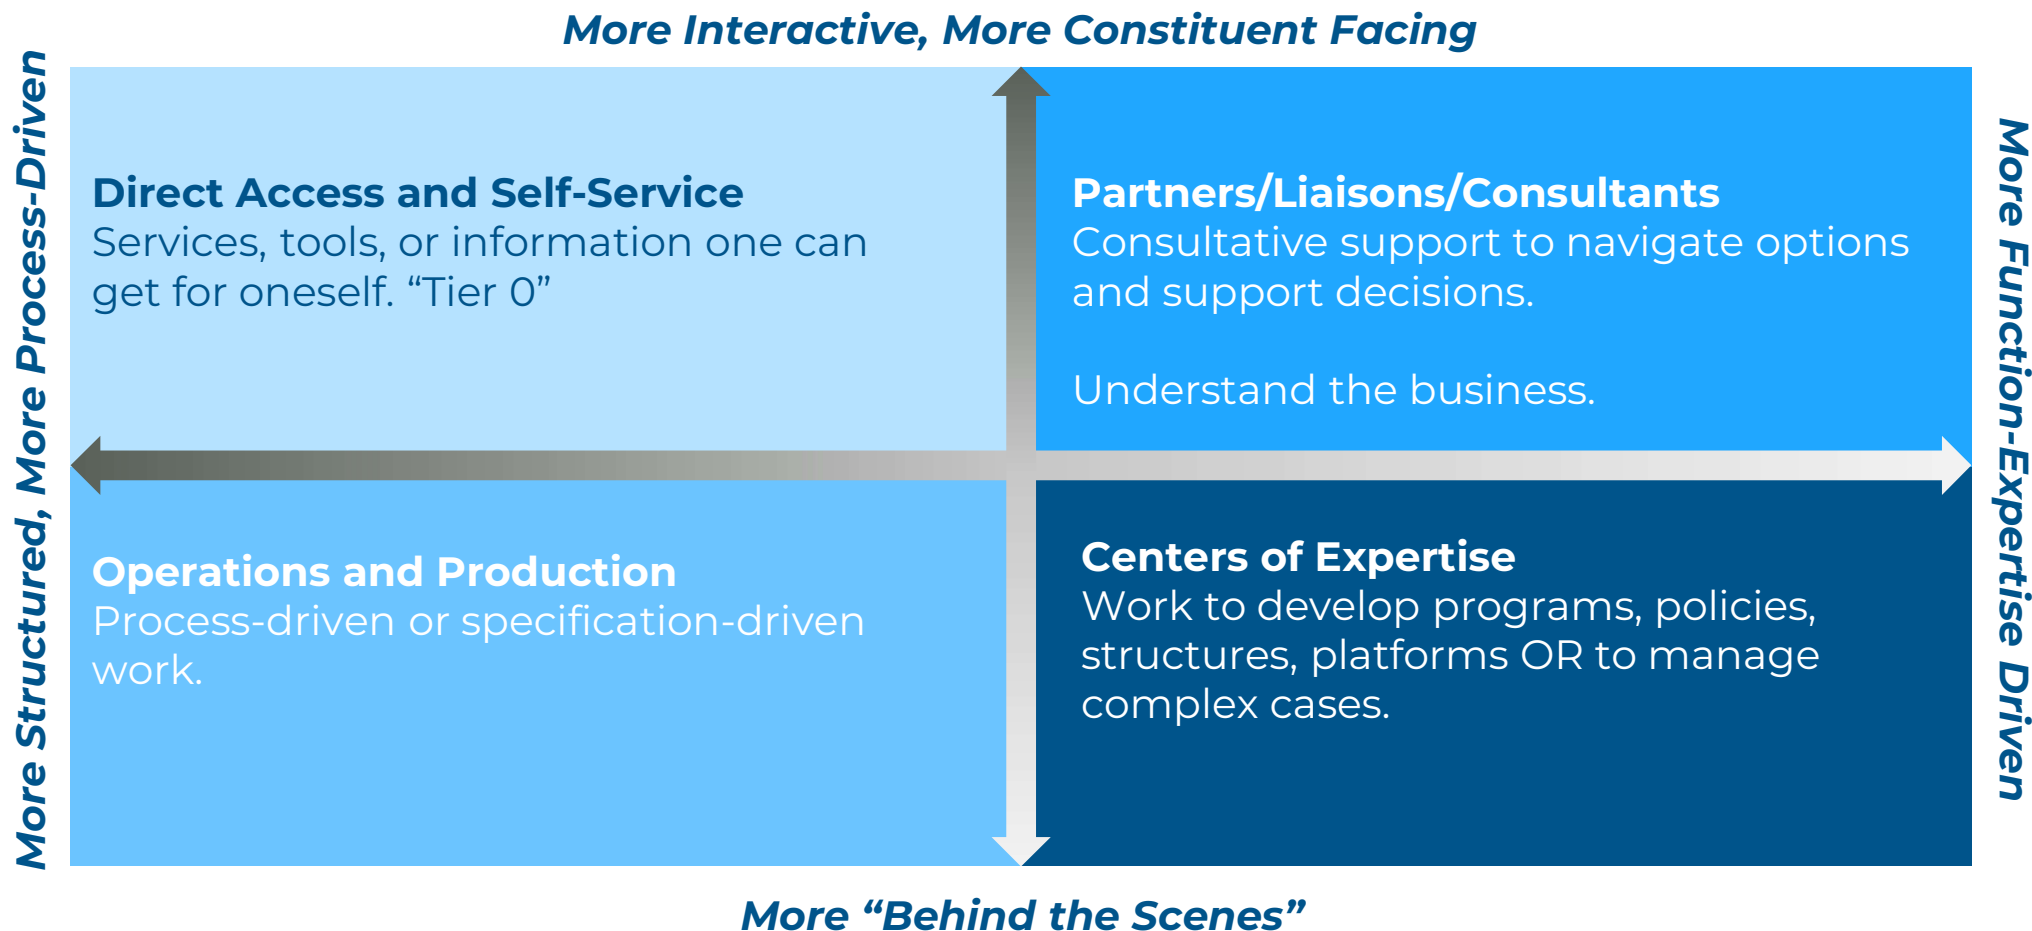 More Interactive, More Constituent Facing
More Structured, More Process-Driven
Direct Access and Self-Service
Services, tools, or information one can
get for oneself. “Tier 0”
Partners/Liaisons/Consultants
Consultative support to navigate options
and support decisions.
Understand the business.
More Function-Expertise Driven
Operations and Production
Process-driven or specification-driven
work.
Centers of Expertise
Work to develop programs, policies,
structures, platforms OR to manage
complex cases.
More “Behind the Scenes”